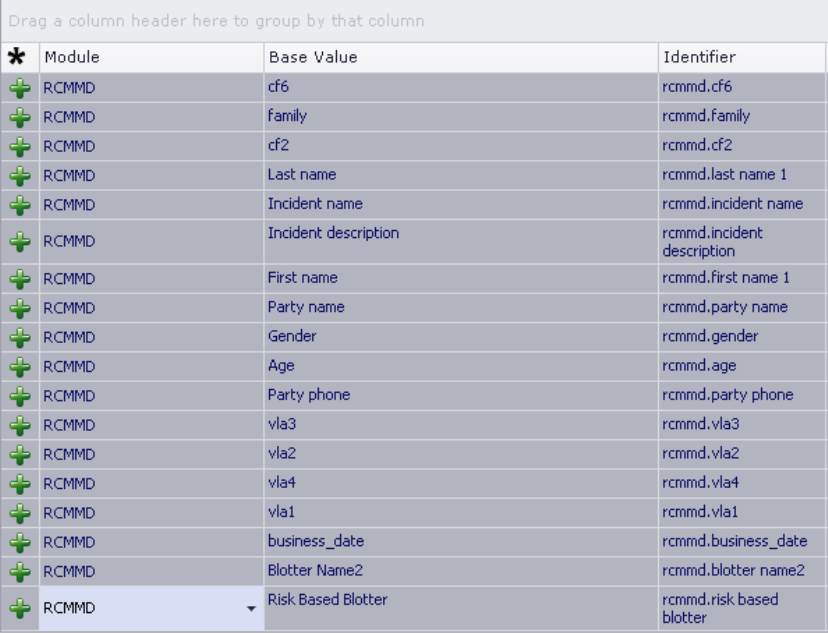 Drag a column header here to group by that column
* Module Base Value Identifier
RCMMD cf6 rcmmd.cf6
RCMMD family rcmmd.family
RCMMD cf2 rcmmd.cf2
RCMMD Last name rcmmd.last name 1
RCMMD Incident name rcmmd.incident name
RCMMD Incident description rcmmd.incident
description
RCMMD First name rcmmd.first name 1
RCMMD Party name rcmmd.party name
RCMMD Gender rcmmd.gender
RCMMD Age rcmmd.age
RCMMD Party phone rcmmd.party phone
RCMMD vla3 rcmmd.vla3
RCMMD vla2 rcmmd.vla2
RCMMD vla4 rcmmd.vla4
RCMMD vla1 rcmmd.vla1
RCMMD business_date rcmmd.business_date
RCMMD Blotter Name2 rcmmd.blotter name2
RCMMD Risk Based Blotter rcmmd.risk based
blotter